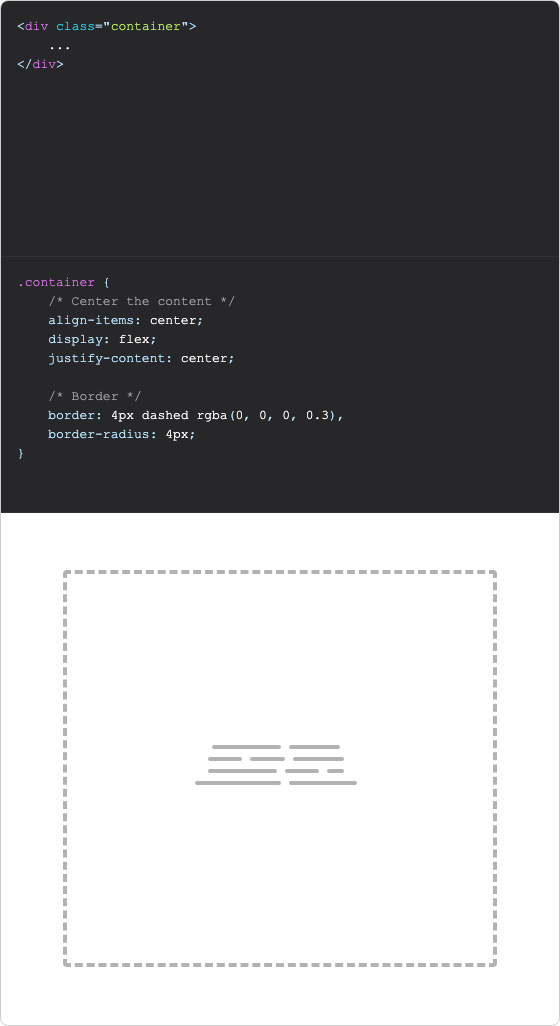 <div class="container">
    ...
</div>
.container {
    /* Center the content */
    align-items: center;
    display: flex;
    justify-content: center;
    /* Border */
    border: 4px dashed rgba(0, 0, 0, 0.3),
    border-radius: 4px;
}